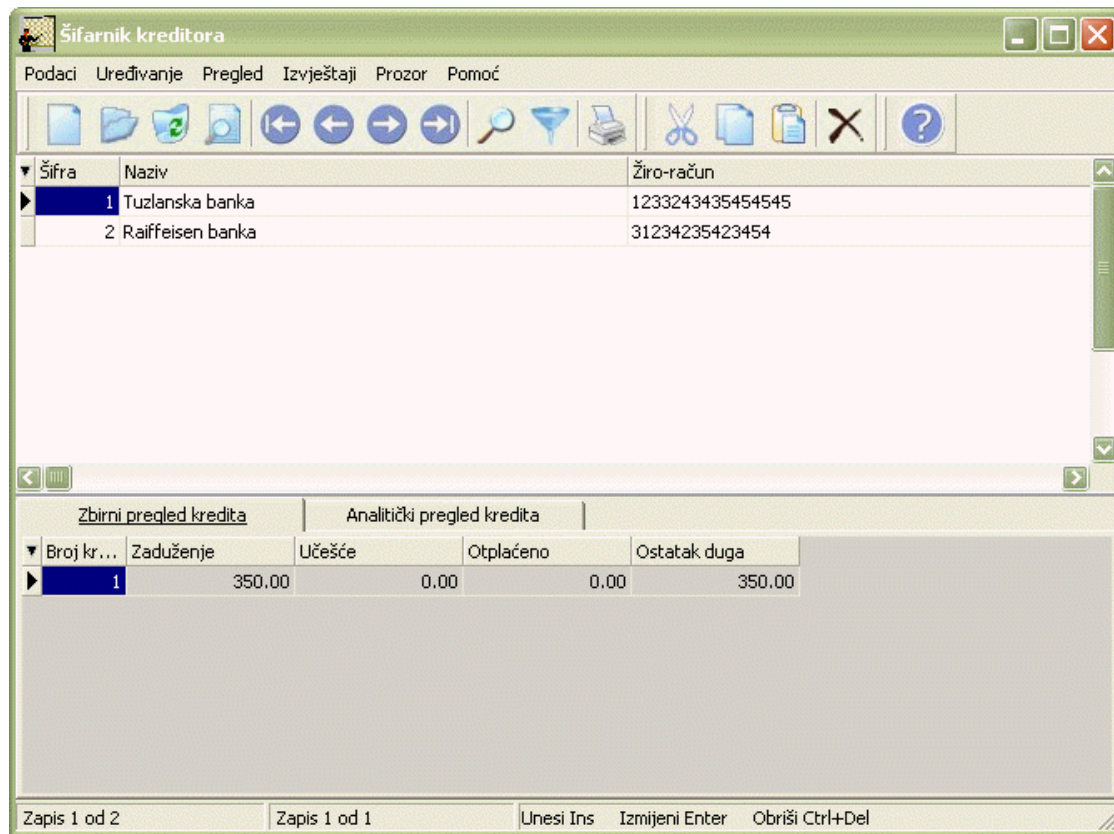 Šifarnik kreditora
Podaci Uređivanje Pregled Izvještaji Prozor Pomoć
Šifra Naziv Žiro-račun
1 Tuzlanska banka 1233243435454545
2 Raiffeisen banka 31234235423454
Zbirni pregled kredita Analitički pregled kredita
Broj kr... Zaduženje Učešće Otplaćeno Ostatak duga
1 350.00 0.00 0.00 350.00
Zapis 1 od 2 Zapis 1 od 1 Unesi Ins Izmijeni Enter Obriši Ctrl+Del